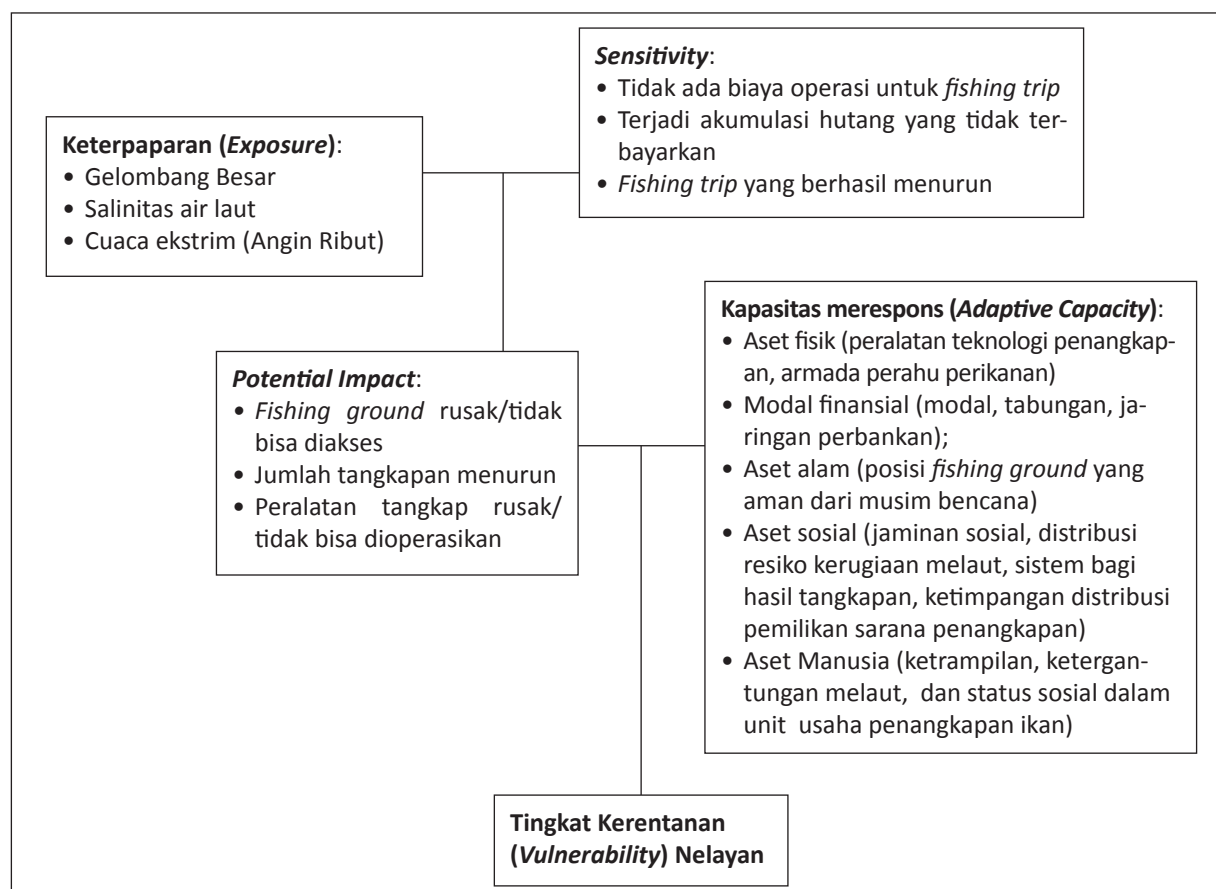 Sensitivity:
• Tidak ada biaya operasi untuk fishing trip
• Terjadi akumulasi hutang yang tidak ter-
bayarkan
• Fishing trip yang berhasil menurun
Keterpaparan (Exposure):
• Gelombang Besar
• Salinitas air laut
• Cuaca ekstrim (Angin Ribut)
Kapasitas merespons (Adaptive Capacity):
• Aset fisik (peralatan teknologi penangkap-
an, armada perahu perikanan)
• Modal finansial (modal, tabungan, ja-
ringan perbankan);
• Aset alam (posisi fishing ground yang
aman dari musim bencana)
• Aset sosial (jaminan sosial, distribusi
resiko kerugiaan melaut, sistem bagi
hasil tangkapan, ketimpangan distribusi
pemilikan sarana penangkapan)
• Aset Manusia (ketrampilan, ketergan-
tungan melaut, dan status sosial dalam
unit usaha penangkapan ikan)
Potential Impact:
• Fishing ground rusak/tidak
bisa diakses
• Jumlah tangkapan menurun
• Peralatan tangkap rusak/
tidak bisa dioperasikan
Tingkat Kerentanan
(Vulnerability) Nelayan